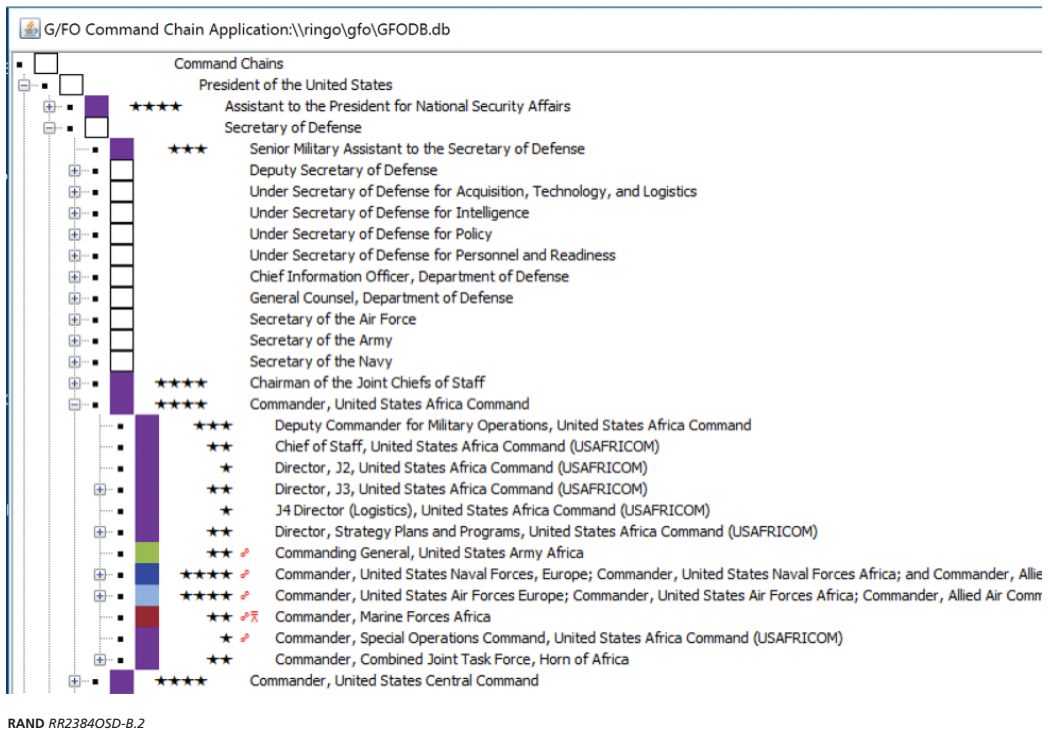 G/FO Command Chain Application:\\ringo\gfo\GFODB.db
Command Chains
President of the United States
★★★★ Assistant to the President for National Security Affairs
Secretary of Defense
★★★ Senior Military Assistant to the Secretary of Defense
Deputy Secretary of Defense
Under Secretary of Defense for Acquisition, Technology, and Logistics
Under Secretary of Defense for Intelligence
Under Secretary of Defense for Policy
Under Secretary of Defense for Personnel and Readiness
Chief Information Officer, Department of Defense
General Counsel, Department of Defense
Secretary of the Air Force
Secretary of the Army
Secretary of the Navy
★★★★ Chairman of the Joint Chiefs of Staff
★★★★ Commander, United States Africa Command
★★★ Deputy Commander for Military Operations, United States Africa Command
★★ Chief of Staff, United States Africa Command (USAFRICOM)
★ Director, J2, United States Africa Command (USAFRICOM)
★★ Director, J3, United States Africa Command (USAFRICOM)
★ J4 Director (Logistics), United States Africa Command (USAFRICOM)
★★ Director, Strategy Plans and Programs, United States Africa Command (USAFRICOM)
★★ Commanding General, United States Army Africa
★★★★ Commander, United States Naval Forces, Europe; Commander, United States Naval Forces Africa; and Commander, Allie
★★★★ Commander, United States Air Forces Europe; Commander, United States Air Forces Africa; Commander, Allied Air Comm
★★ Commander, Marine Forces Africa
★ Commander, Special Operations Command, United States Africa Command (USAFRICOM)
★★ Commander, Combined Joint Task Force, Horn of Africa
★★★★ Commander, United States Central Command
RAND RR2384OSD-B.2